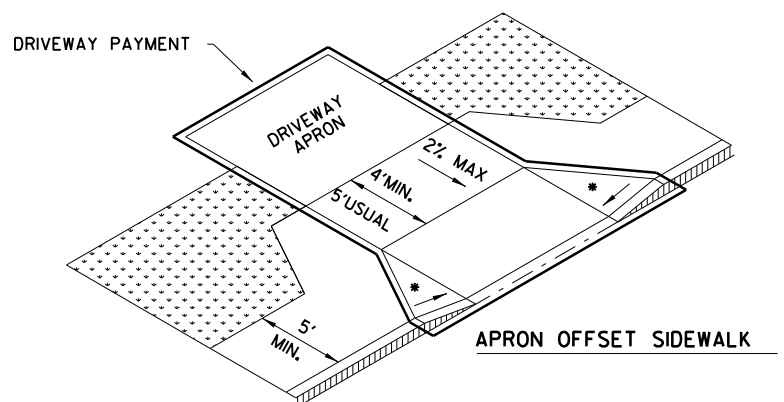 DRIVEWAY PAYMENT
DRIVEWAY
APRON
2% MAX
4'MIN.
5'USUAL
*
*
5'
MIN.
APRON OFFSET SIDEWALK